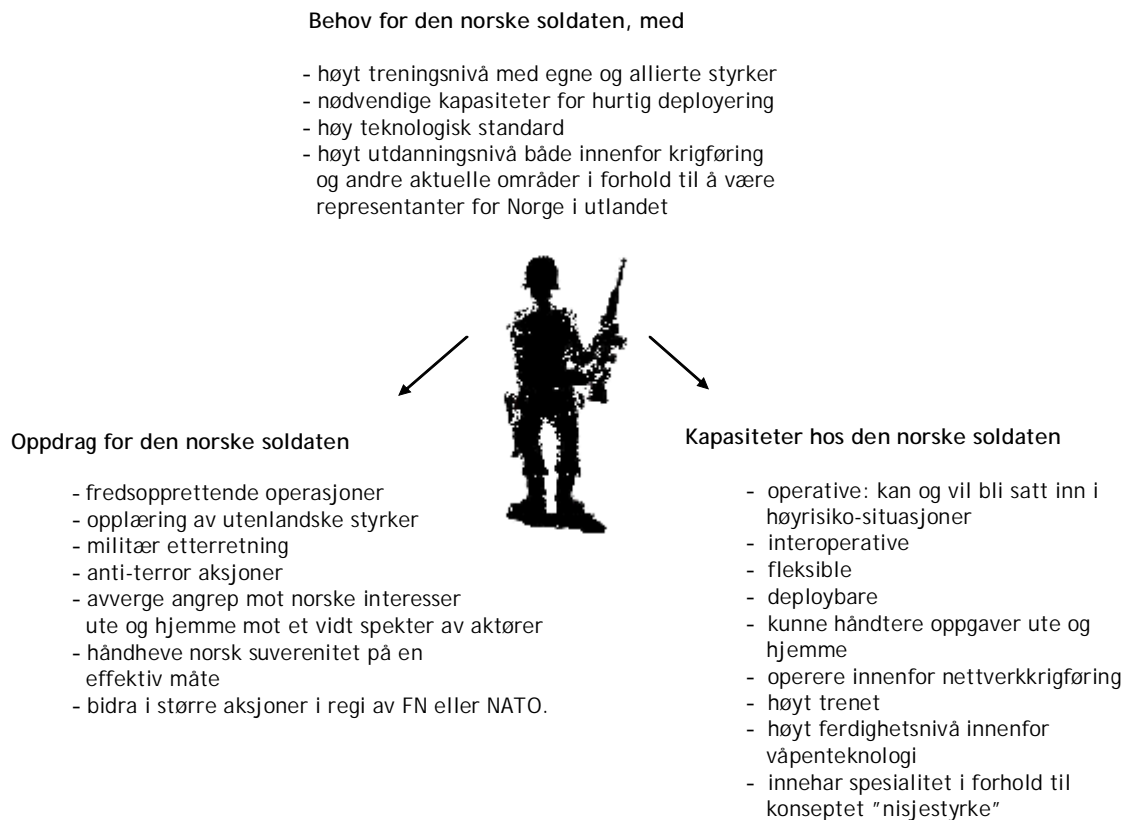 Behov for den norske soldaten, med
- høyt treningsnivå med egne og allierte styrker
- nødvendige kapasiteter for hurtig deployering
- høy teknologisk standard
- høyt utdanningsnivå både innenfor krigføring
og andre aktuelle områder i forhold til å være
representanter for Norge i utlandet
Oppdrag for den norske soldaten
- fredsopprettende operasjoner
- opplæring av utenlandske styrker
- militær etterretning
- anti-terror aksjoner
- avverge angrep mot norske interesser
ute og hjemme mot et vidt spekter av aktører
- håndheve norsk suverenitet på en
effektiv måte
- bidra i større aksjoner i regi av FN eller NATO.
Kapasiteter hos den norske soldaten
- operative: kan og vil bli satt inn i
høyrisiko-situasjoner
- interoperative
- fleksible
- deploybare
- kunne håndtere oppgaver ute og
hjemme
- operere innenfor nettverkkrigføring
- høyt trenet
- høyt ferdighetsnivå innenfor
våpenteknologi
- innehar spesialitet i forhold til
konseptet "nisjestyrke"